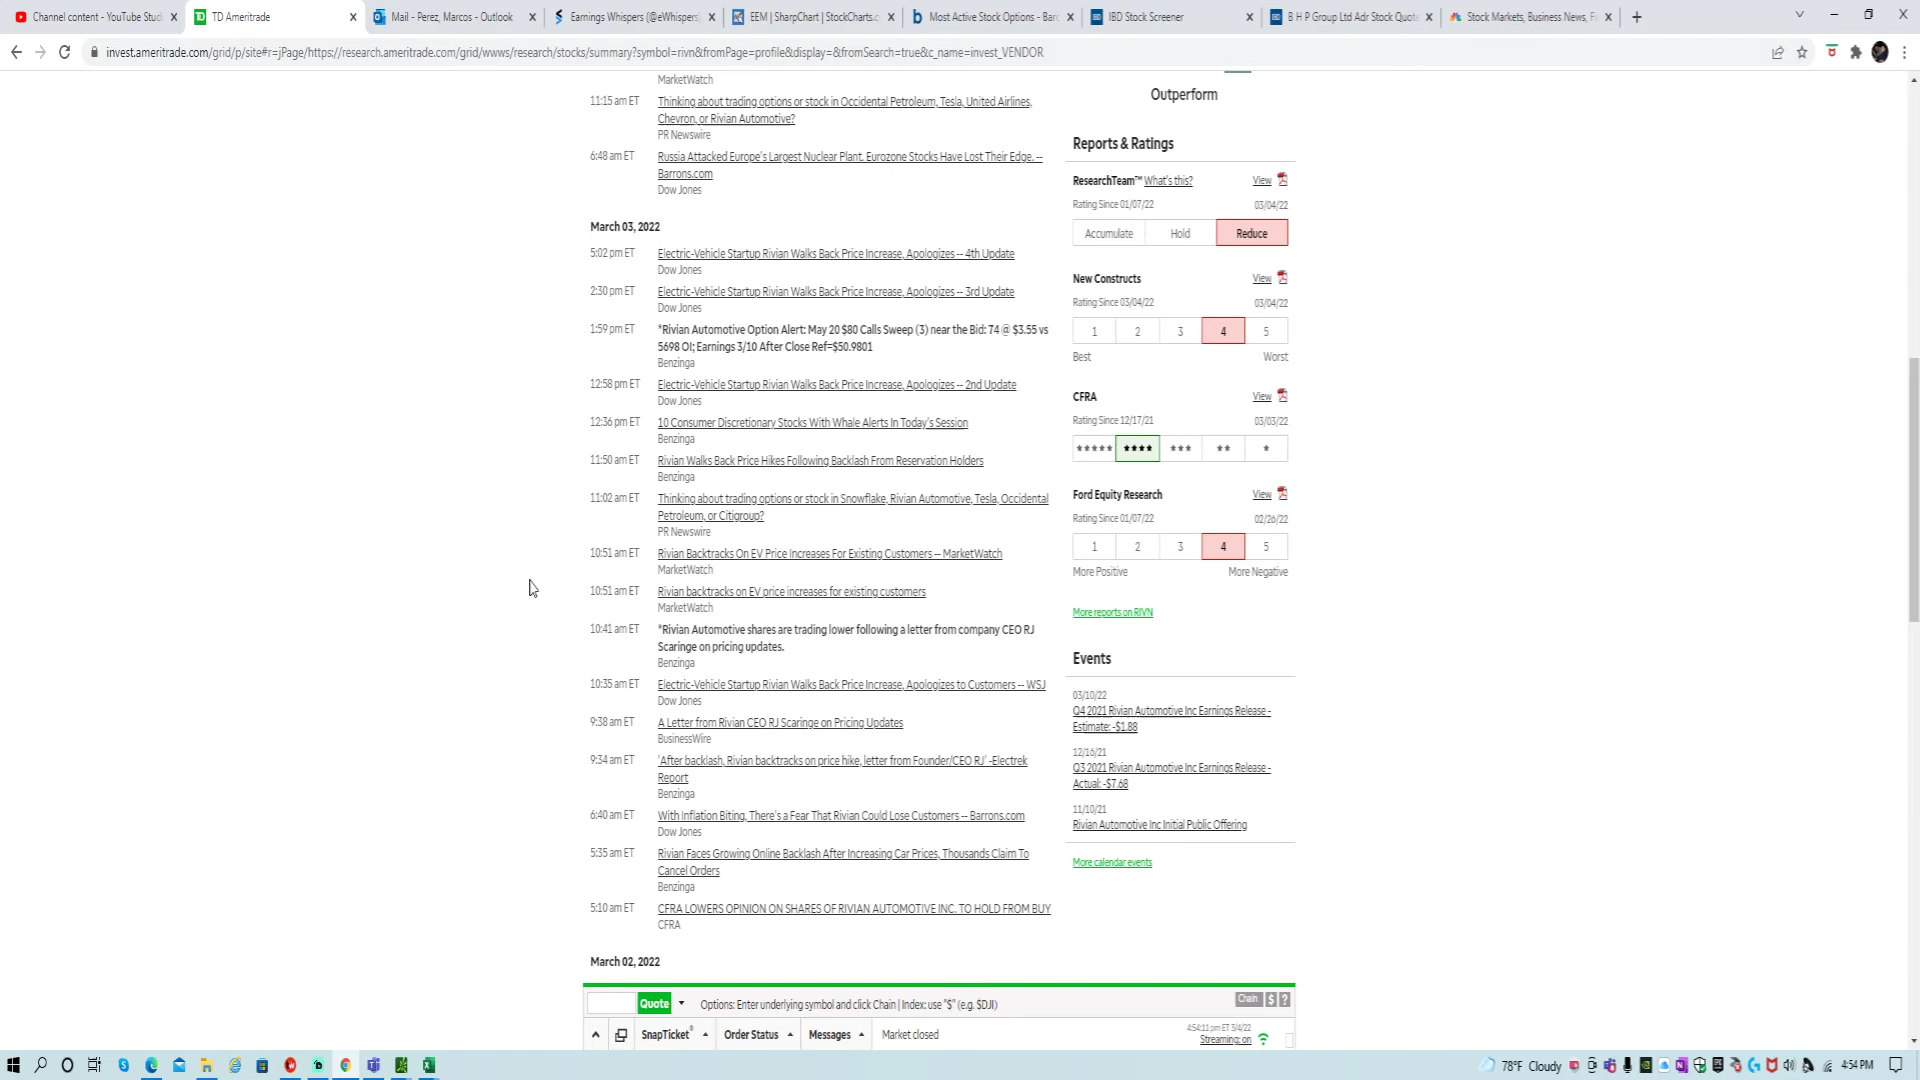 Channel content - YouTube Studi
TD Ameritrade
Mail - Perez, Marcos - Outlook
Earnings Whispers (@eWhispers
EEM | SharpChart | StockCharts.c
Most Active Stock Options - Barc
IBD Stock Screener
B H P Group Ltd Adr Stock Quot
Stock Markets, Business News, Fi
invest.ameritrade.com/grid/p/site#r=jPage/https://research.ameritrade.com/grid/wwws/research/stocks/summary?symbol=rivn&fromPage=profile&display=&fromSearch=true&c_name=invest_VENDOR
MarketWatch
11:15 am ET Thinking about trading options or stock in Occidental Petroleum, Tesla, United Airlines,
Chevron, or Rivian Automotive?
PR Newswire
6:48 am ET Russia Attacked Europe's Largest Nuclear Plant. Eurozone Stocks Have Lost Their Edge. --
Barrons.com
Dow Jones
March 03, 2022
5:02 pm ET Electric-Vehicle Startup Rivian Walks Back Price Increase, Apologizes -- 4th Update
Dow Jones
2:30 pm ET Electric-Vehicle Startup Rivian Walks Back Price Increase, Apologizes -- 3rd Update
Dow Jones
1:59 pm ET *Rivian Automotive Option Alert: May 20 $80 Calls Sweep (3) near the Bid: 74 @ $3.55 vs
5698 OI; Earnings 3/10 After Close Ref=$50.9801
Benzinga
12:58 pm ET Electric-Vehicle Startup Rivian Walks Back Price Increase, Apologizes -- 2nd Update
Dow Jones
12:36 pm ET 10 Consumer Discretionary Stocks With Whale Alerts In Today's Session
Benzinga
11:50 am ET Rivian Walks Back Price Hikes Following Backlash From Reservation Holders
Benzinga
11:02 am ET Thinking about trading options or stock in Snowflake, Rivian Automotive, Tesla, Occidental
Petroleum, or Citigroup?
PR Newswire
10:51 am ET Rivian Backtracks On EV Price Increases For Existing Customers -- MarketWatch
MarketWatch
10:51 am ET Rivian backtracks on EV price increases for existing customers
MarketWatch
10:41 am ET *Rivian Automotive shares are trading lower following a letter from company CEO RJ
Scaringe on pricing updates.
Benzinga
10:35 am ET Electric-Vehicle Startup Rivian Walks Back Price Increase, Apologizes to Customers -- WSJ
Dow Jones
9:38 am ET A Letter from Rivian CEO RJ Scaringe on Pricing Updates
BusinessWire
9:34 am ET 'After backlash, Rivian backtracks on price hike, letter from Founder/CEO RJ' -Electrek
Report
Benzinga
6:40 am ET With Inflation Biting, There's a Fear That Rivian Could Lose Customers -- Barrons.com
Dow Jones
5:35 am ET Rivian Faces Growing Online Backlash After Increasing Car Prices, Thousands Claim To
Cancel Orders
Benzinga
5:10 am ET CFRA LOWERS OPINION ON SHARES OF RIVIAN AUTOMOTIVE INC. TO HOLD FROM BUY
CFRA
March 02, 2022
Outperform
Reports & Ratings
ResearchTeam™ What's this? View
Rating Since 01/07/22 03/04/22
Accumulate Hold Reduce
New Constructs View
Rating Since 03/04/22 03/04/22
1 2 3 4 5
Best Worst
CFRA View
Rating Since 12/17/21 03/03/22
★★★★★ ★★★★ ★★★ ★★ ★
Ford Equity Research View
Rating Since 01/07/22 02/26/22
1 2 3 4 5
More Positive More Negative
More reports on RIVN
Events
03/10/22
Q4 2021 Rivian Automotive Inc Earnings Release -
Estimate: -$1.88
12/16/21
Q3 2021 Rivian Automotive Inc Earnings Release -
Actual: -$7.68
11/10/21
Rivian Automotive Inc Initial Public Offering
More calendar events
Quote Options: Enter underlying symbol and click Chain | Index: use "$" (e.g. $DJI) Chain $ ?
SnapTicket® Order Status Messages Market closed
4:54:11 pm ET 3/4/22
Streaming: on
78°F Cloudy 4:54 PM